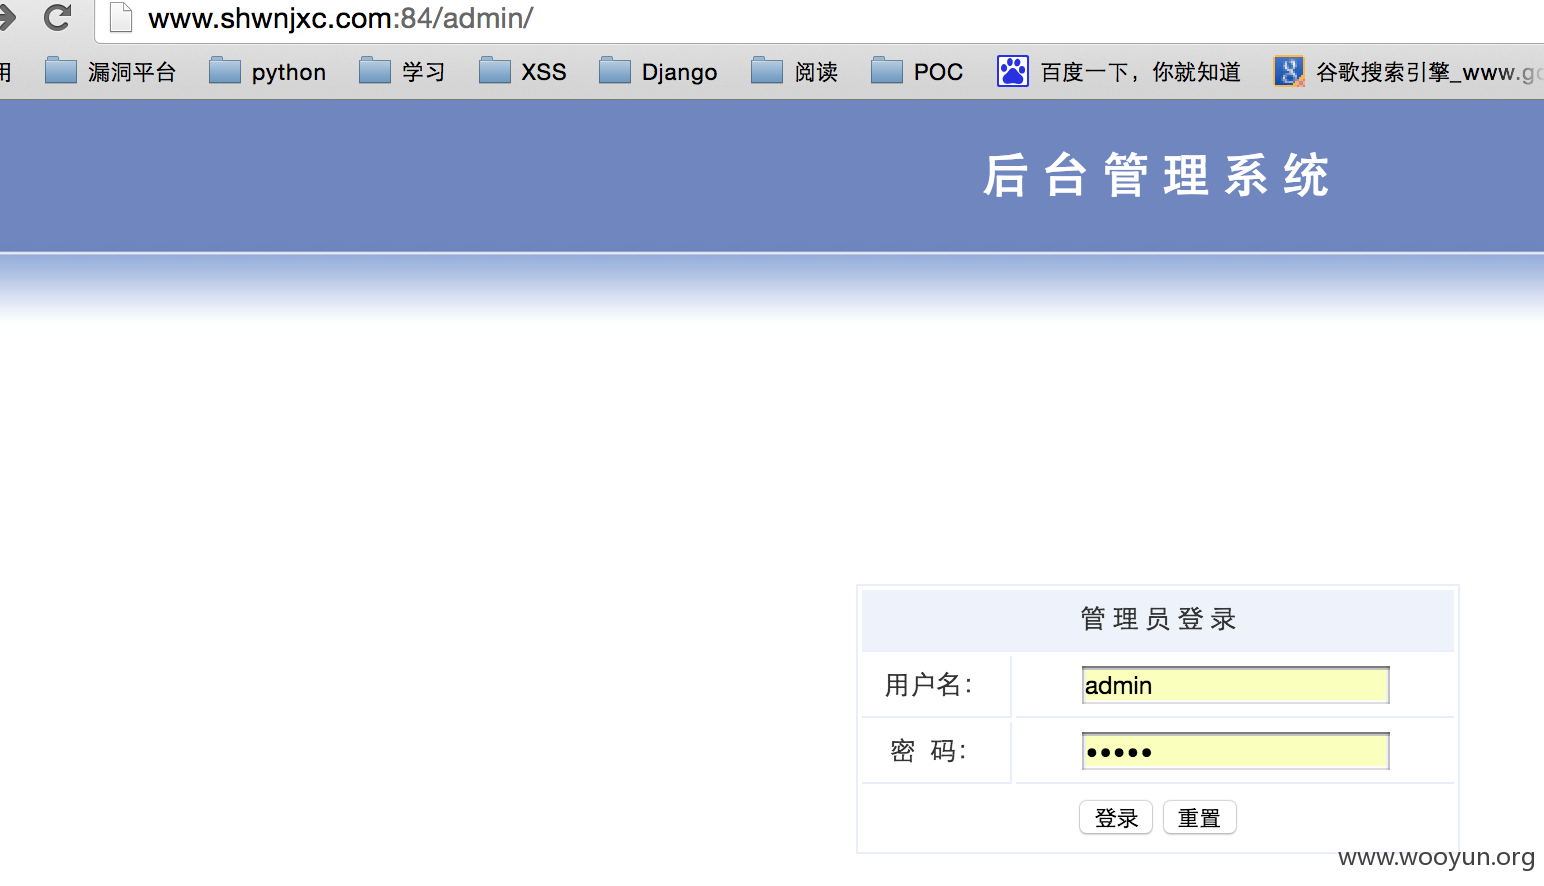 www.shwnjxc.com:84/admin/
用 漏洞平台 python 学习 XSS Django 阅读 POC 百度一下，你就知道 谷歌搜索引擎_www.go
后台管理系统
管理员登录
用户名： admin
密 码： •••••
登录 重置
www.wooyun.org